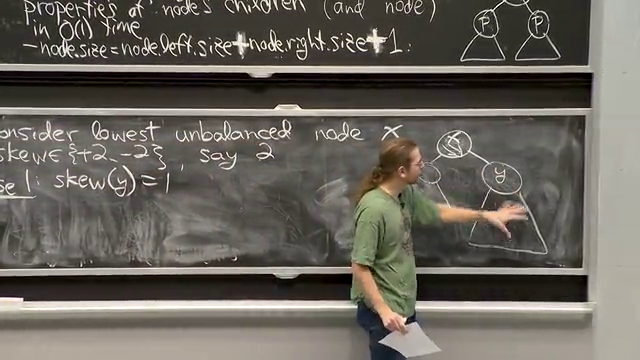 properties of node's children (and node)
in O(1) time
-node.size=node.left.size+node.right.size+1
P P
onsider lowest unbalanced node x
skew∈{+2,-2}, say 2
se 1: skew(y)=1
y